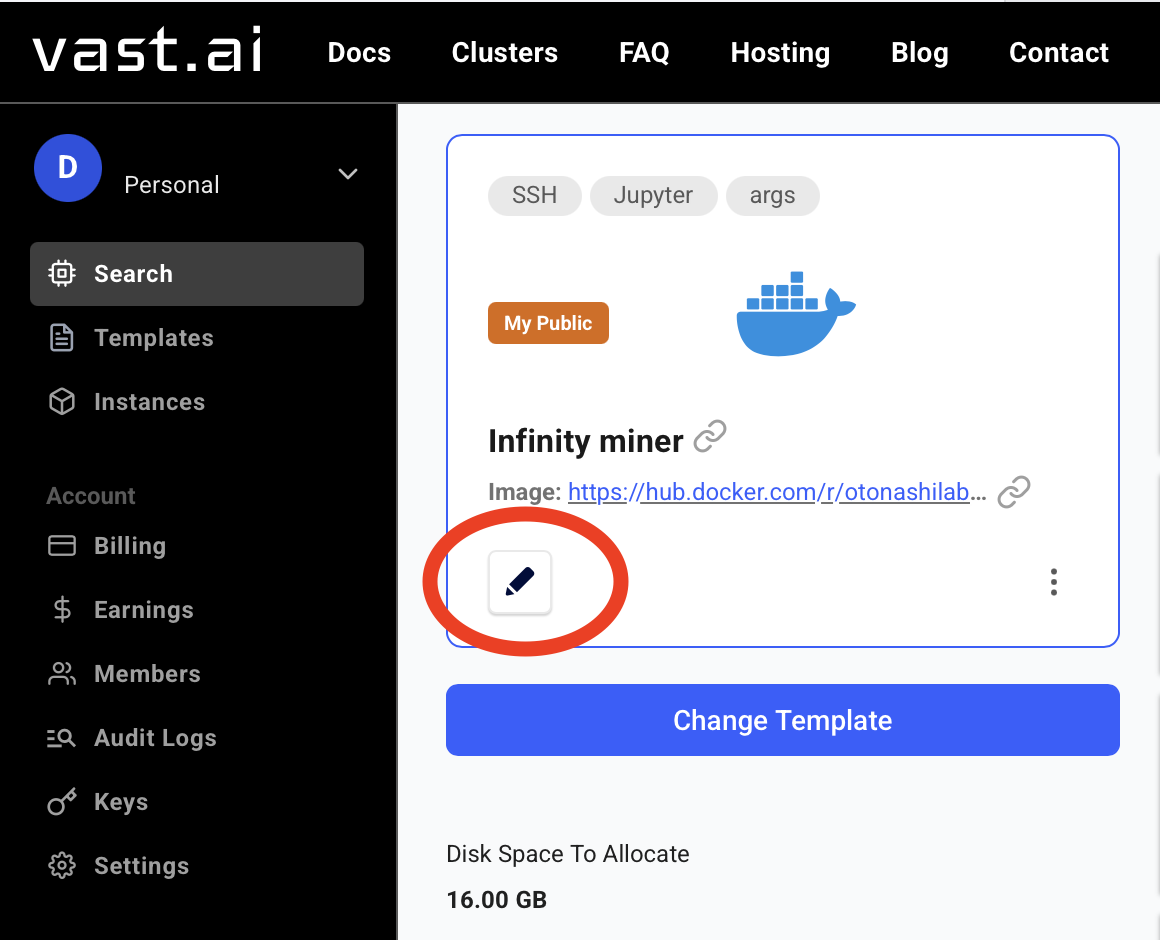 vast.ai Docs Clusters FAQ Hosting Blog Contact
D Personal
Search
Templates
Instances
Account
Billing
Earnings
Members
Audit Logs
Keys
Settings
SSH Jupyter args
My Public
Infinity miner
Image: https://hub.docker.com/r/otonashilab...
Change Template
Disk Space To Allocate
16.00 GB